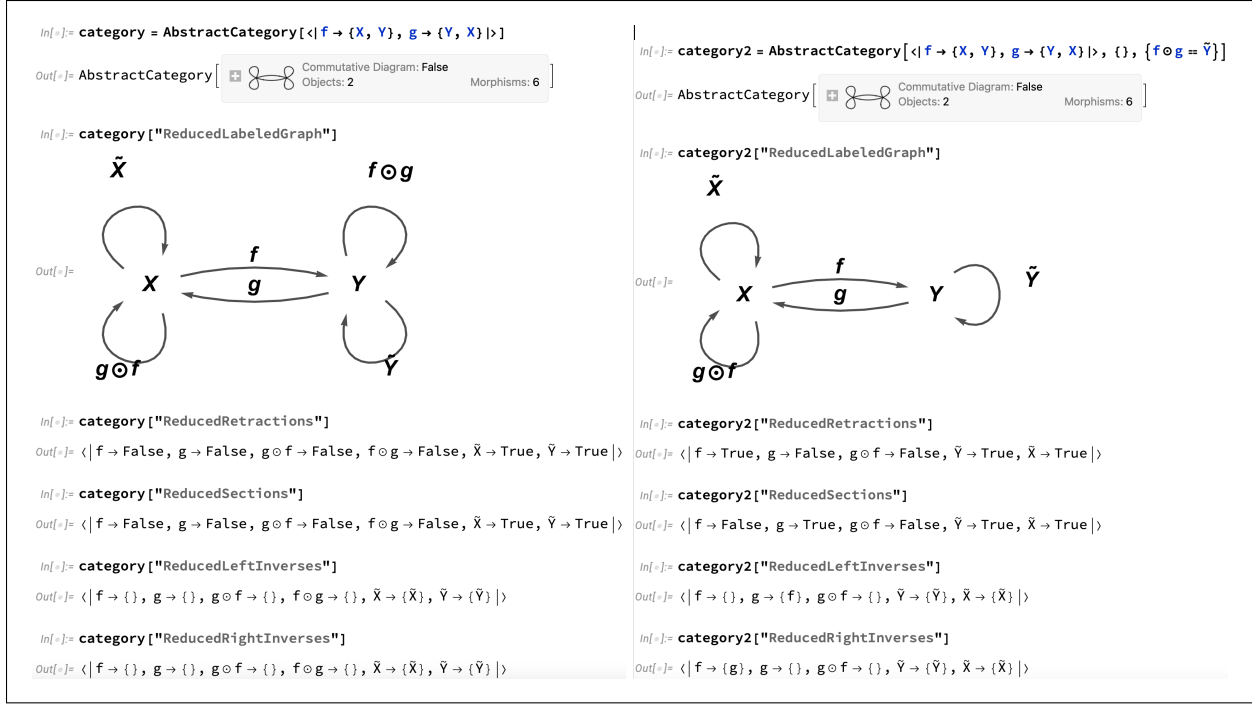 In[◦]:= category = AbstractCategory[<|f → {X, Y}, g → {Y, X}|>]
Out[◦]= AbstractCategory[
Commutative Diagram: False
Objects: 2 Morphisms: 6
]
In[◦]:= category["ReducedLabeledGraph"]
X̃ f⊙g
f
Out[◦]= X Y
g
g⊙f Ỹ
In[◦]:= category["ReducedRetractions"]
Out[◦]= <|f → False, g → False, g⊙f → False, f⊙g → False, X̃ → True, Ỹ → True|>
In[◦]:= category["ReducedSections"]
Out[◦]= <|f → False, g → False, g⊙f → False, f⊙g → False, X̃ → True, Ỹ → True|>
In[◦]:= category["ReducedLeftInverses"]
Out[◦]= <|f → {}, g → {}, g⊙f → {}, f⊙g → {}, X̃ → {X̃}, Ỹ → {Ỹ}|>
In[◦]:= category["ReducedRightInverses"]
Out[◦]= <|f → {}, g → {}, g⊙f → {}, f⊙g → {}, X̃ → {X̃}, Ỹ → {Ỹ}|>
In[◦]:= category2 = AbstractCategory[<|f → {X, Y}, g → {Y, X}|>, {}, {f⊙g == Ỹ}]
Out[◦]= AbstractCategory[
Commutative Diagram: False
Objects: 2 Morphisms: 6
]
In[◦]:= category2["ReducedLabeledGraph"]
X̃
f Ỹ
Out[◦]= X Y
g
g⊙f
In[◦]:= category2["ReducedRetractions"]
Out[◦]= <|f → True, g → False, g⊙f → False, Ỹ → True, X̃ → True|>
In[◦]:= category2["ReducedSections"]
Out[◦]= <|f → False, g → True, g⊙f → False, Ỹ → True, X̃ → True|>
In[◦]:= category2["ReducedLeftInverses"]
Out[◦]= <|f → {}, g → {f}, g⊙f → {}, Ỹ → {Ỹ}, X̃ → {X̃}|>
In[◦]:= category2["ReducedRightInverses"]
Out[◦]= <|f → {g}, g → {}, g⊙f → {}, Ỹ → {Ỹ}, X̃ → {X̃}|>